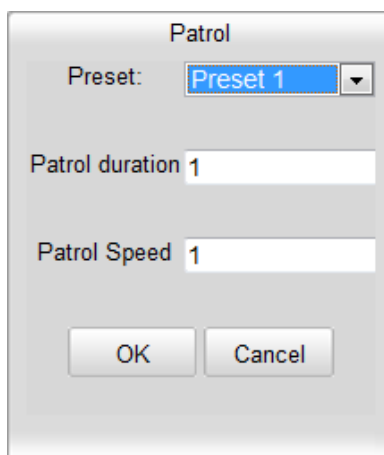 Patrol
Preset: Preset 1
Patrol duration 1
Patrol Speed 1
OK Cancel